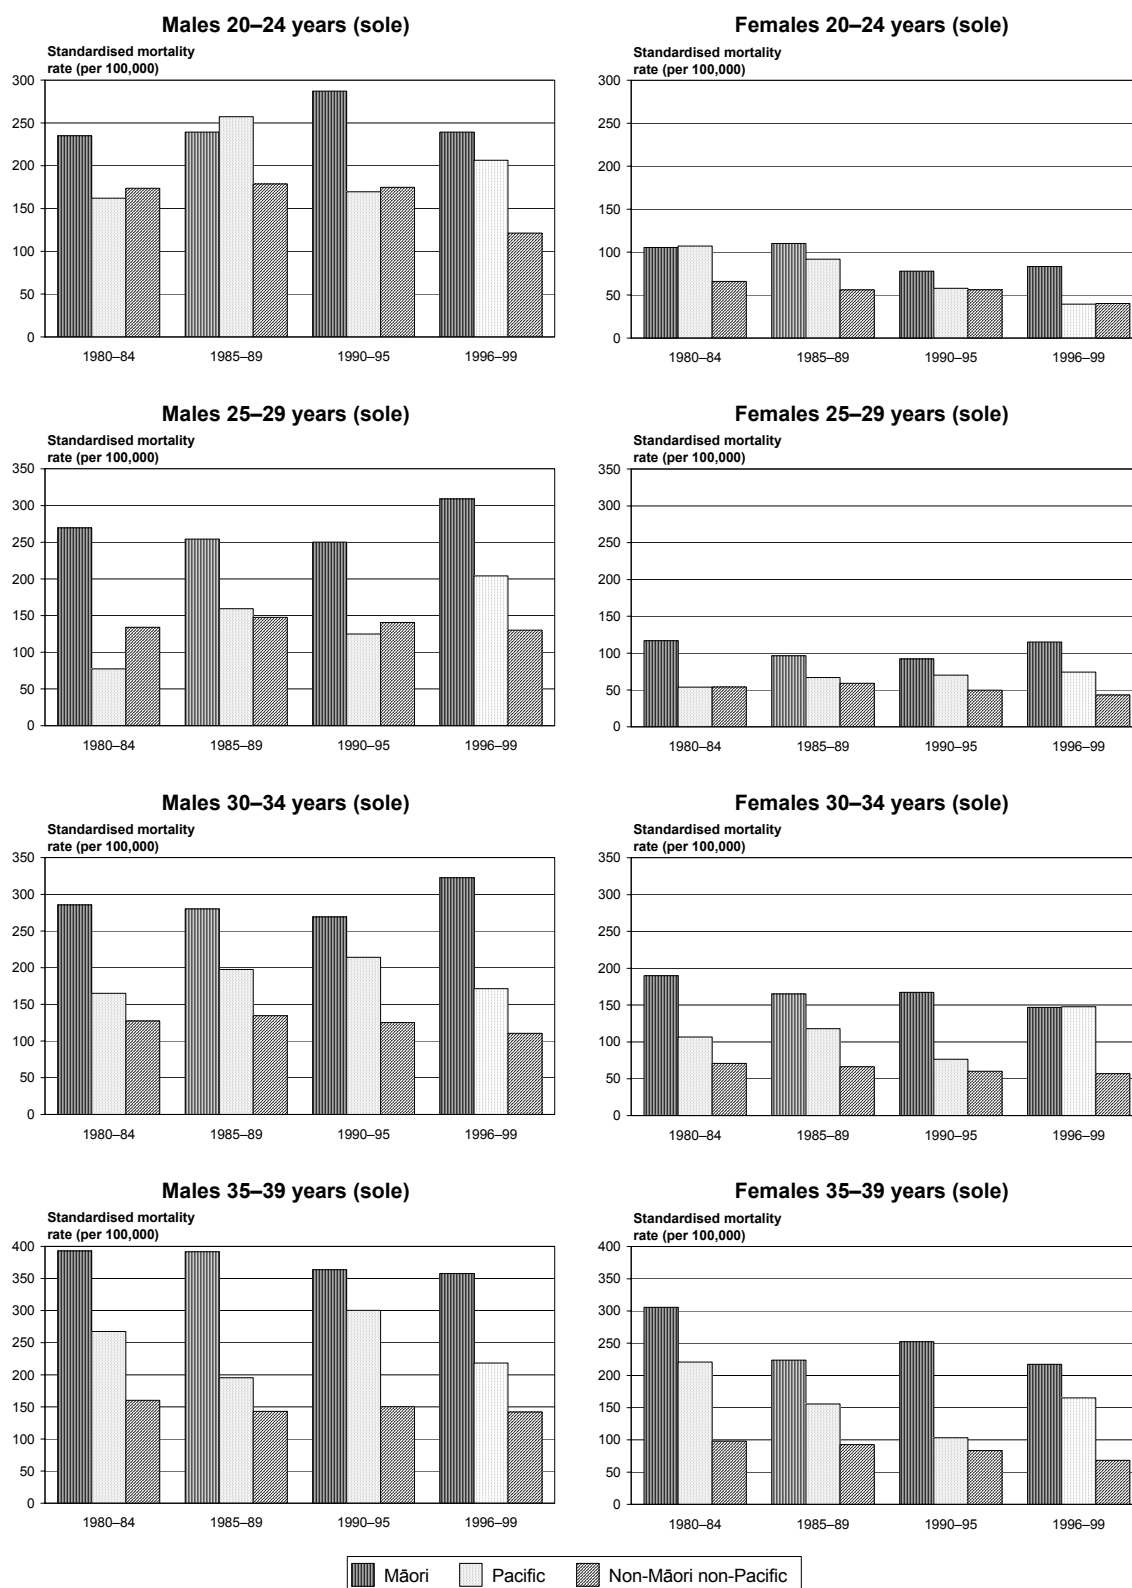 Males 20–24 years (sole)
Standardised mortality
rate (per 100,000)
300
250
200
150
100
50
0
1980–84 1985–89 1990–95 1996–99
Females 20–24 years (sole)
Standardised mortality
rate (per 100,000)
300
250
200
150
100
50
0
1980–84 1985–89 1990–95 1996–99
Males 25–29 years (sole)
Standardised mortality
rate (per 100,000)
350
300
250
200
150
100
50
0
1980–84 1985–89 1990–95 1996–99
Females 25–29 years (sole)
Standardised mortality
rate (per 100,000)
350
300
250
200
150
100
50
0
1980–84 1985–89 1990–95 1996–99
Males 30–34 years (sole)
Standardised mortality
rate (per 100,000)
350
300
250
200
150
100
50
0
1980–84 1985–89 1990–95 1996–99
Females 30–34 years (sole)
Standardised mortality
rate (per 100,000)
350
300
250
200
150
100
50
0
1980–84 1985–89 1990–95 1996–99
Males 35–39 years (sole)
Standardised mortality
rate (per 100,000)
400
350
300
250
200
150
100
50
0
1980–84 1985–89 1990–95 1996–99
Females 35–39 years (sole)
Standardised mortality
rate (per 100,000)
400
350
300
250
200
150
100
50
0
1980–84 1985–89 1990–95 1996–99
Māori Pacific Non-Māori non-Pacific